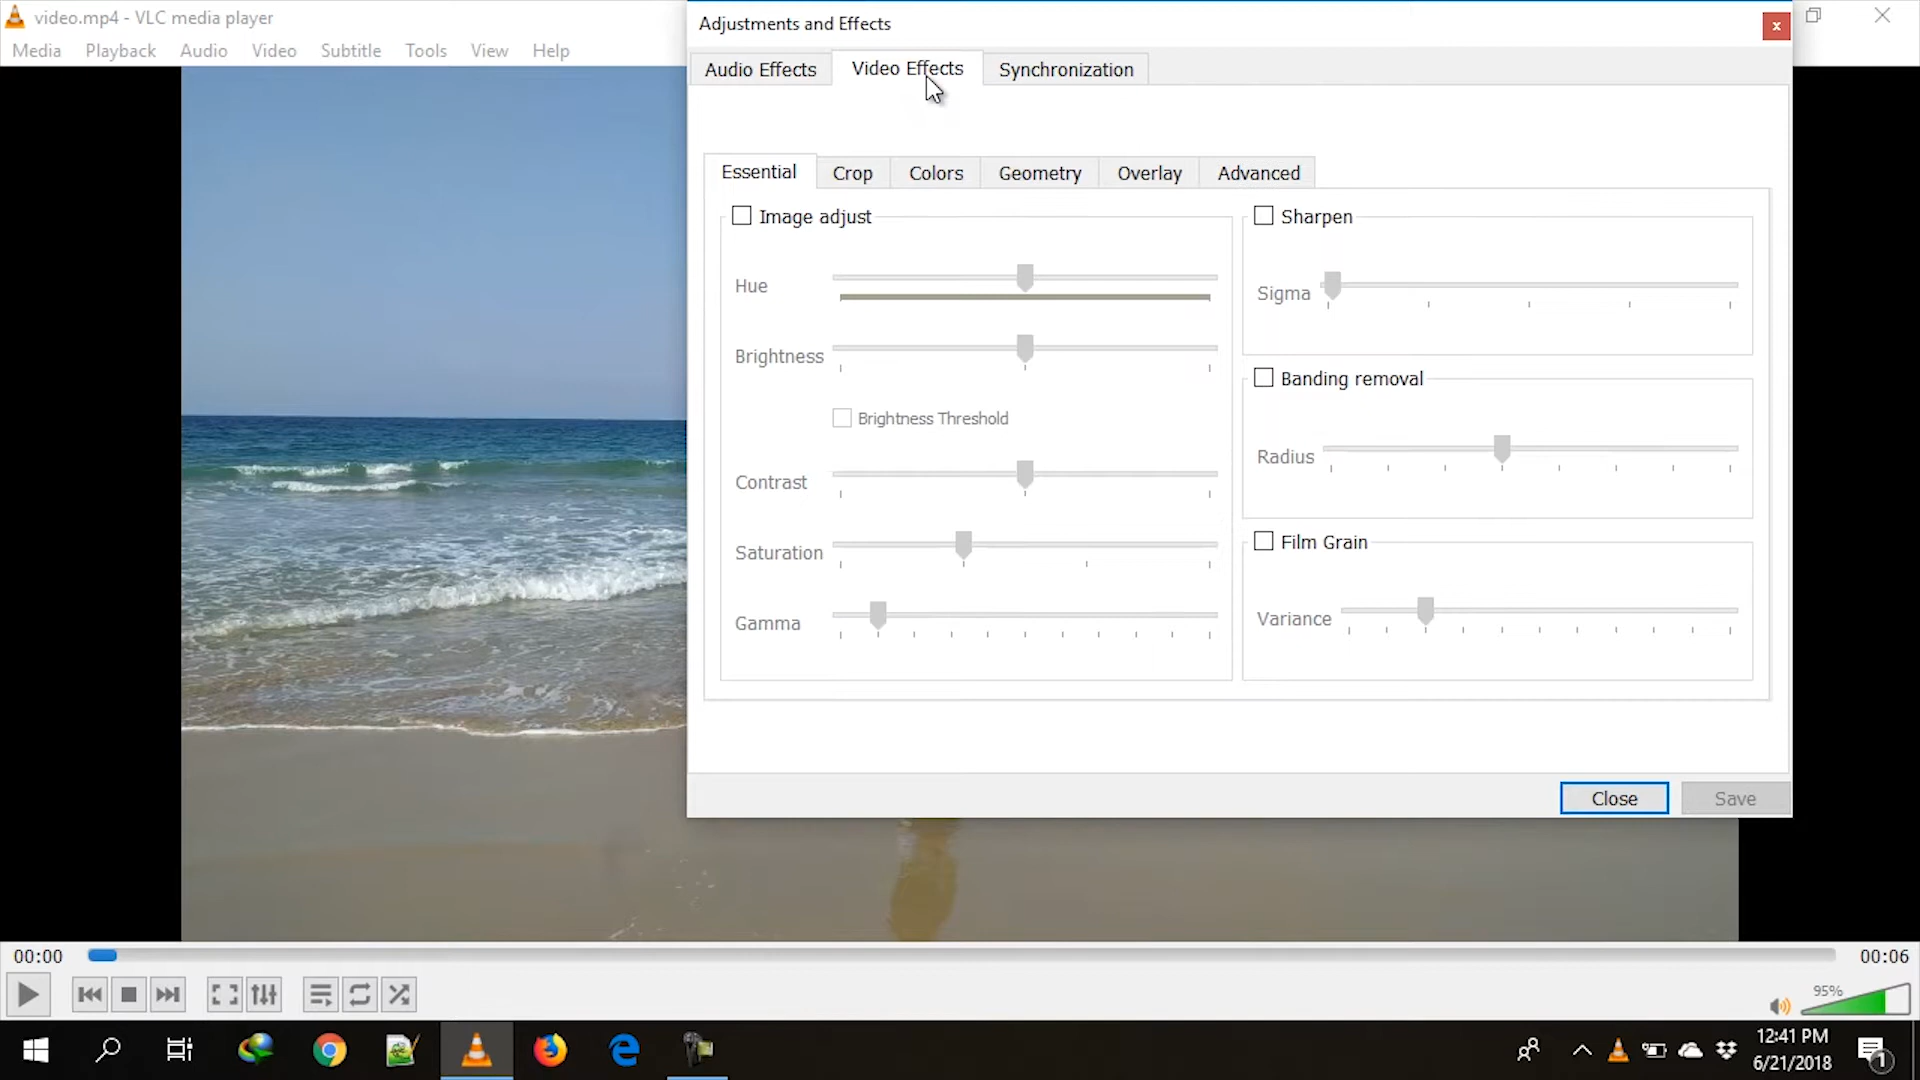 video.mp4 - VLC media player
Media Playback Audio Video Subtitle Tools View Help
Adjustments and Effects
x
Audio Effects Video Effects Synchronization
Essential Crop Colors Geometry Overlay Advanced
Image adjust
Hue
Brightness
Brightness Threshold
Contrast
Saturation
Gamma
Sharpen
Sigma
Banding removal
Radius
Film Grain
Variance
Close Save
00:00 00:06
95%
12:41 PM
6/21/2018
1